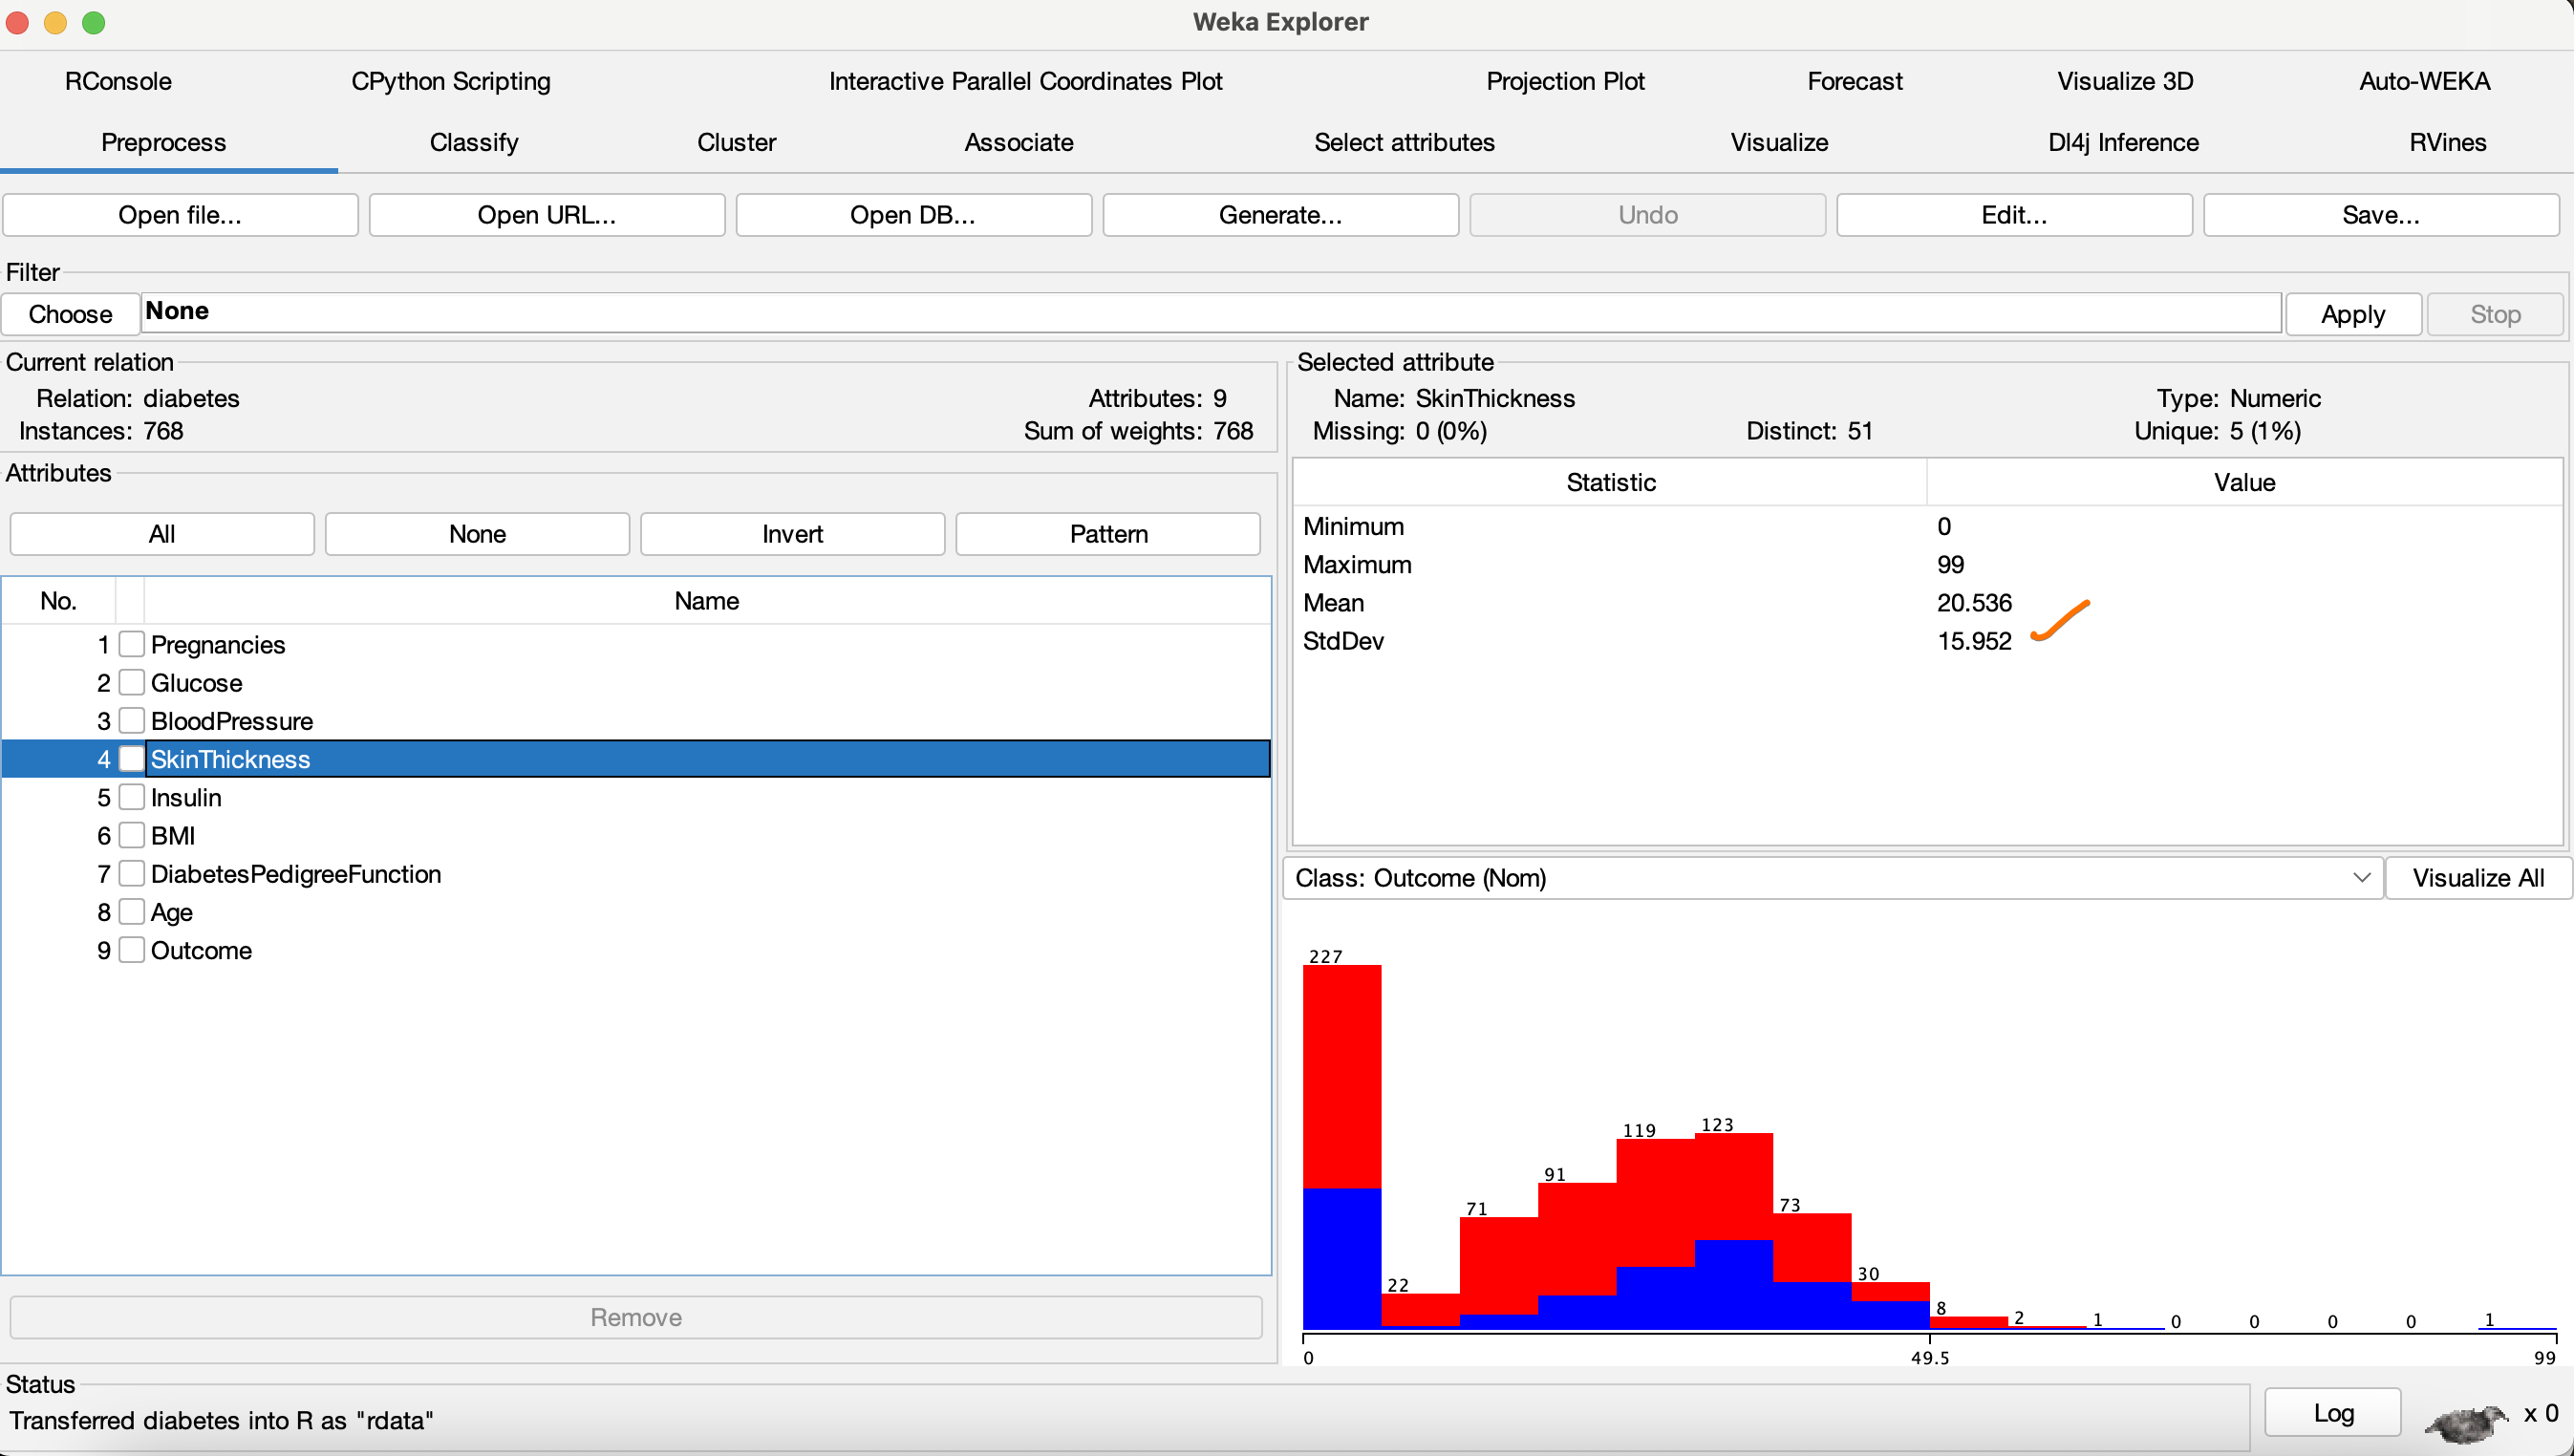 Weka Explorer
RConsole CPython Scripting Interactive Parallel Coordinates Plot Projection Plot Forecast Visualize 3D Auto-WEKA
Preprocess Classify Cluster Associate Select attributes Visualize Dl4j Inference RVines
Open file... Open URL... Open DB... Generate... Undo Edit... Save...
Filter
Choose None Apply Stop
Current relation
Relation: diabetes Attributes: 9
Instances: 768 Sum of weights: 768
Attributes
All None Invert Pattern
No. Name
1 Pregnancies
2 Glucose
3 BloodPressure
4 SkinThickness
5 Insulin
6 BMI
7 DiabetesPedigreeFunction
8 Age
9 Outcome
Remove
Selected attribute
Name: SkinThickness Type: Numeric
Missing: 0 (0%) Distinct: 51 Unique: 5 (1%)
Statistic Value
Minimum 0
Maximum 99
Mean 20.536
StdDev 15.952
Class: Outcome (Nom) Visualize All
227
22
71
91
119
123
73
30
8
2
1
0
0
0
0
1
0 49.5 99
Status
Transferred diabetes into R as "rdata"
Log x 0